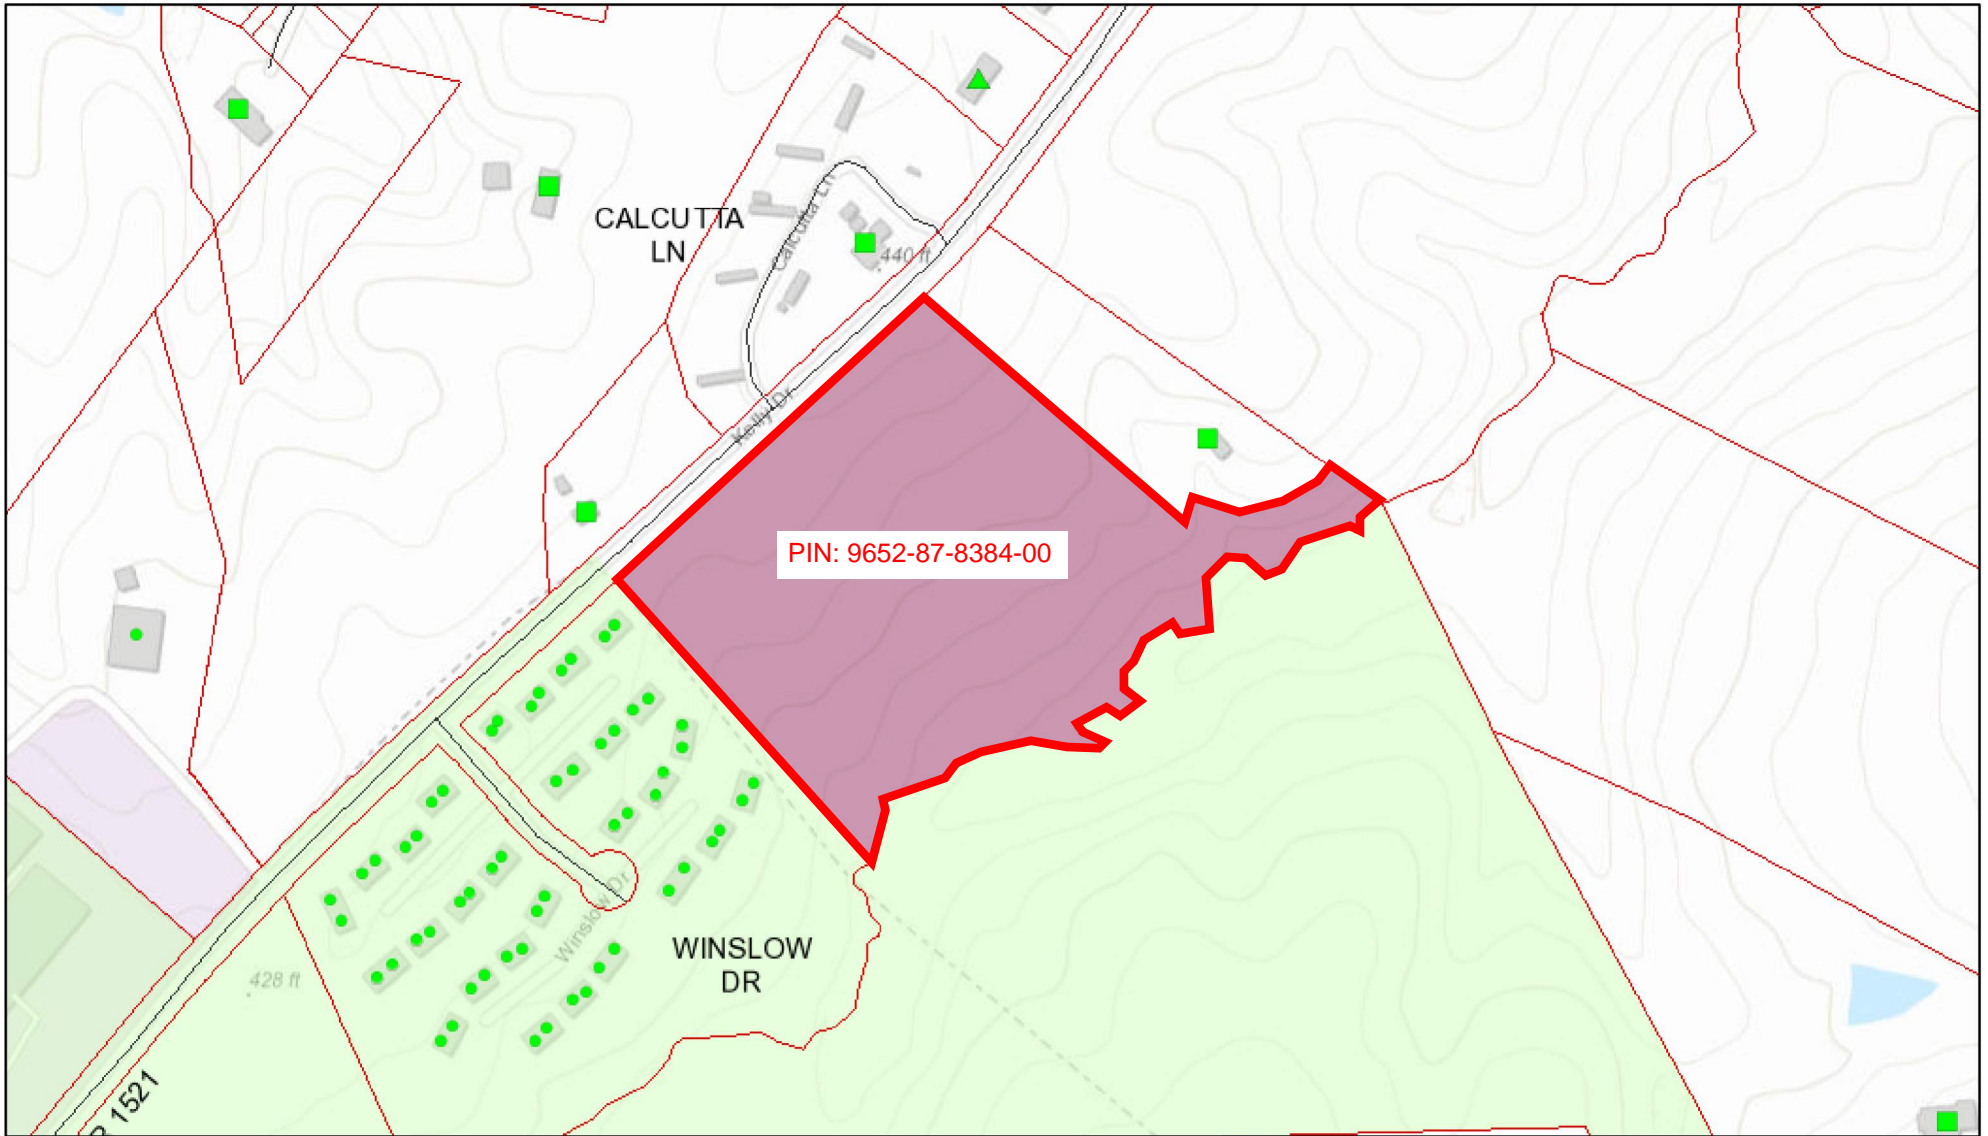 CALCUTTA
LN
Calcutta Ln
440 ft
Kelly Dr
PIN: 9652-87-8384-00
Winslow Dr
WINSLOW
DR
428 ft
1521